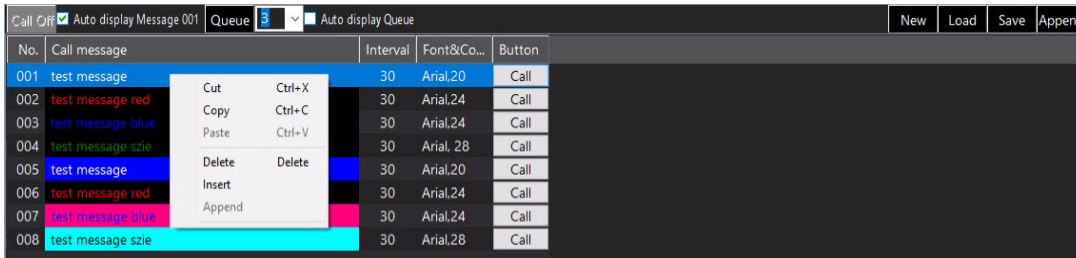 Call Off Auto display Message 001 Queue 3 Auto display Queue New Load Save Appen
No. Call message Interval Font&Co... Button
001 test message 30 Arial,20 Call
002 test message red 30 Arial,24 Call
003 test message blue 30 Arial,24 Call
004 test message szie 30 Arial, 28 Call
005 test message 30 Arial,20 Call
006 test message red 30 Arial,24 Call
007 test message blue 30 Arial,24 Call
008 test message szie 30 Arial,28 Call
Cut Ctrl+X
Copy Ctrl+C
Paste Ctrl+V
Delete Delete
Insert
Append